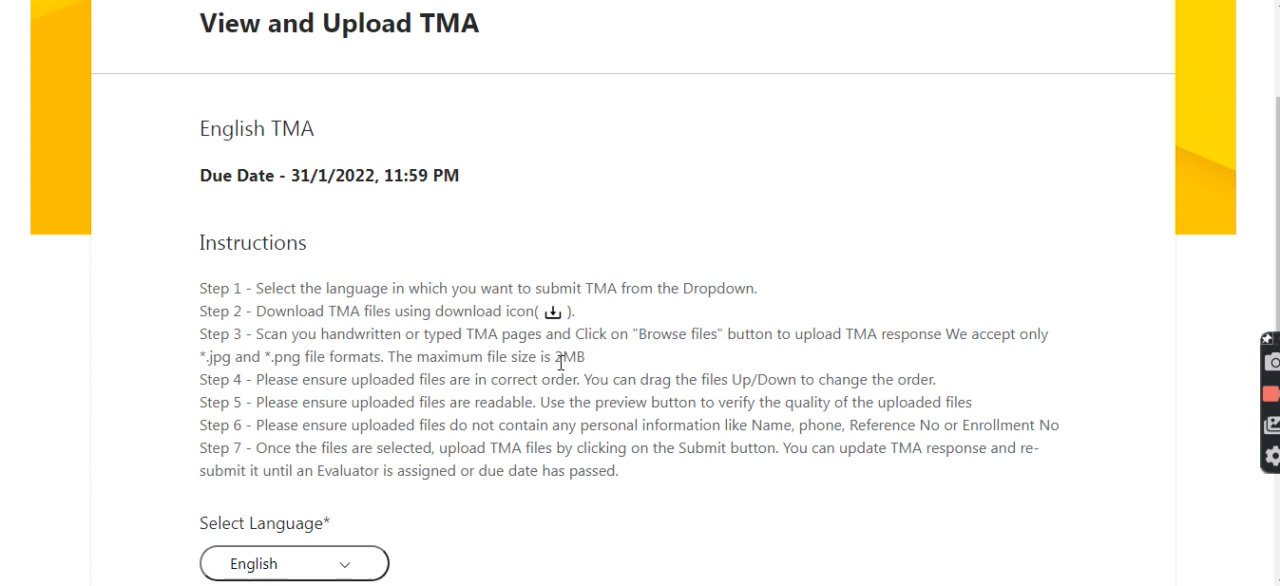 View and Upload TMA
English TMA
Due Date - 31/1/2022, 11:59 PM
Instructions
Step 1 - Select the language in which you want to submit TMA from the Dropdown.
Step 2 - Download TMA files using download icon( ).
Step 3 - Scan you handwritten or typed TMA pages and Click on "Browse files" button to upload TMA response We accept only
*.jpg and *.png file formats. The maximum file size is 2MB
Step 4 - Please ensure uploaded files are in correct order. You can drag the files Up/Down to change the order.
Step 5 - Please ensure uploaded files are readable. Use the preview button to verify the quality of the uploaded files
Step 6 - Please ensure uploaded files do not contain any personal information like Name, phone, Reference No or Enrollment No
Step 7 - Once the files are selected, upload TMA files by clicking on the Submit button. You can update TMA response and re-
submit it until an Evaluator is assigned or due date has passed.
Select Language*
English